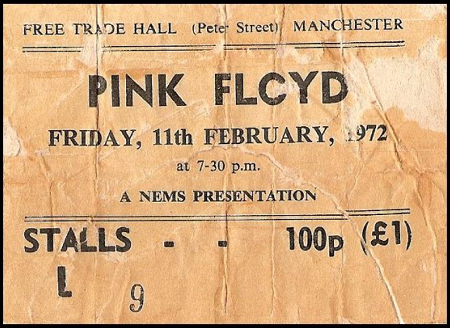 FREE TRADE HALL (Peter Street) MANCHESTER
PINK FLOYD
FRIDAY, 11th FEBRUARY, 1972
at 7-30 p.m.
A NEMS PRESENTATION
STALLS - - 100p (£1)
L 9